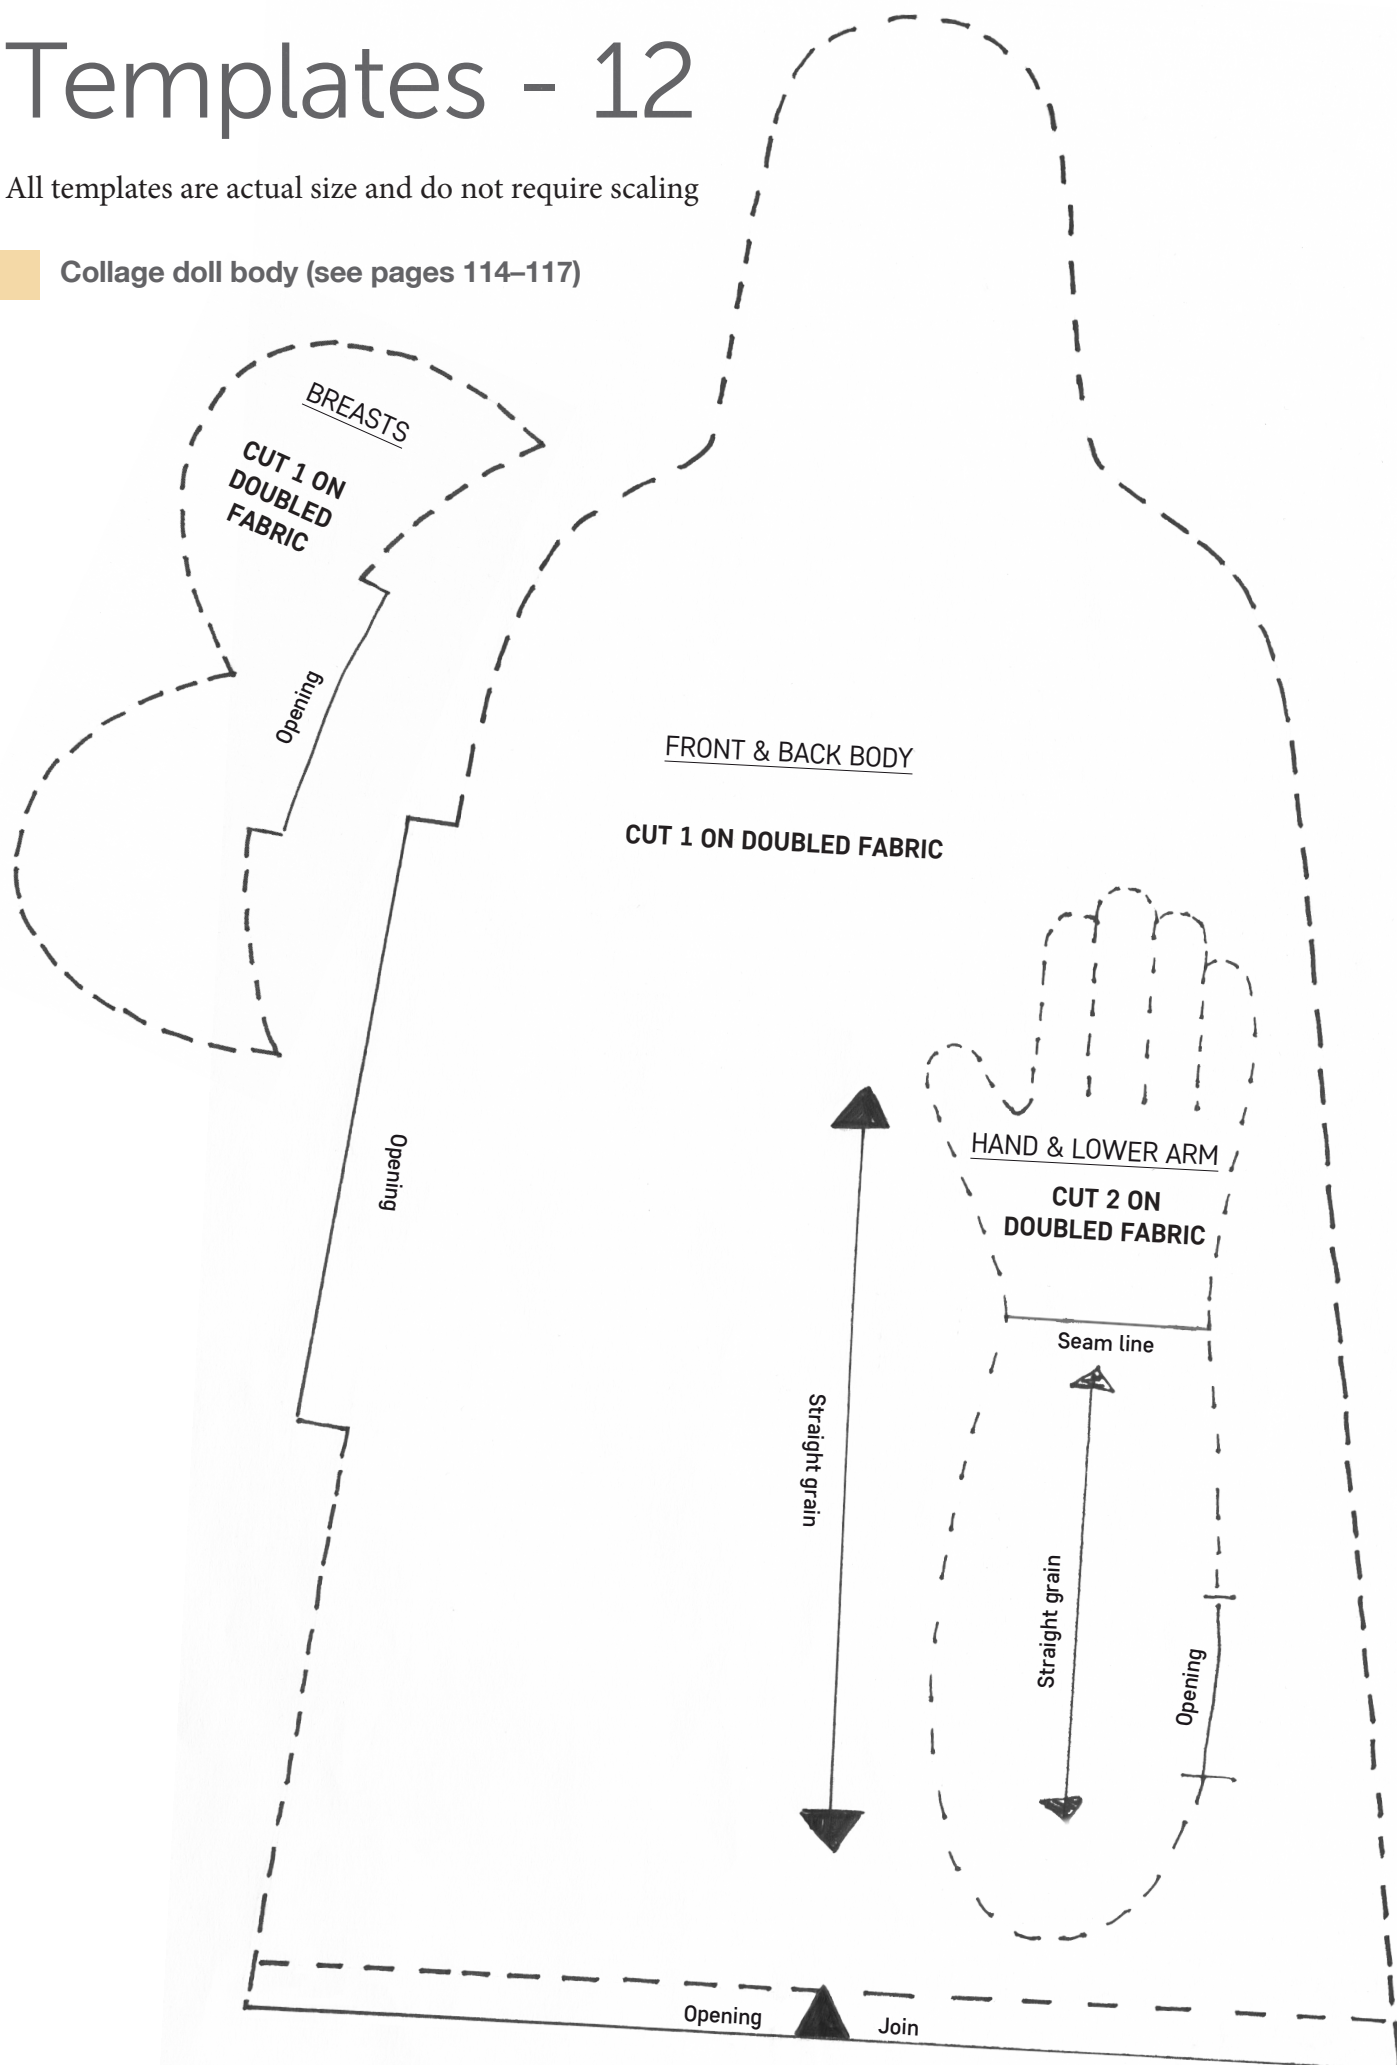 Templates - 12
All templates are actual size and do not require scaling
Collage doll body (see pages 114–117)
BREASTS
CUT 1 ON
DOUBLED
FABRIC
Opening
FRONT & BACK BODY
CUT 1 ON DOUBLED FABRIC
Opening
HAND & LOWER ARM
CUT 2 ON
DOUBLED FABRIC
Seam line
Straight grain
Straight grain
Opening
Opening
Join